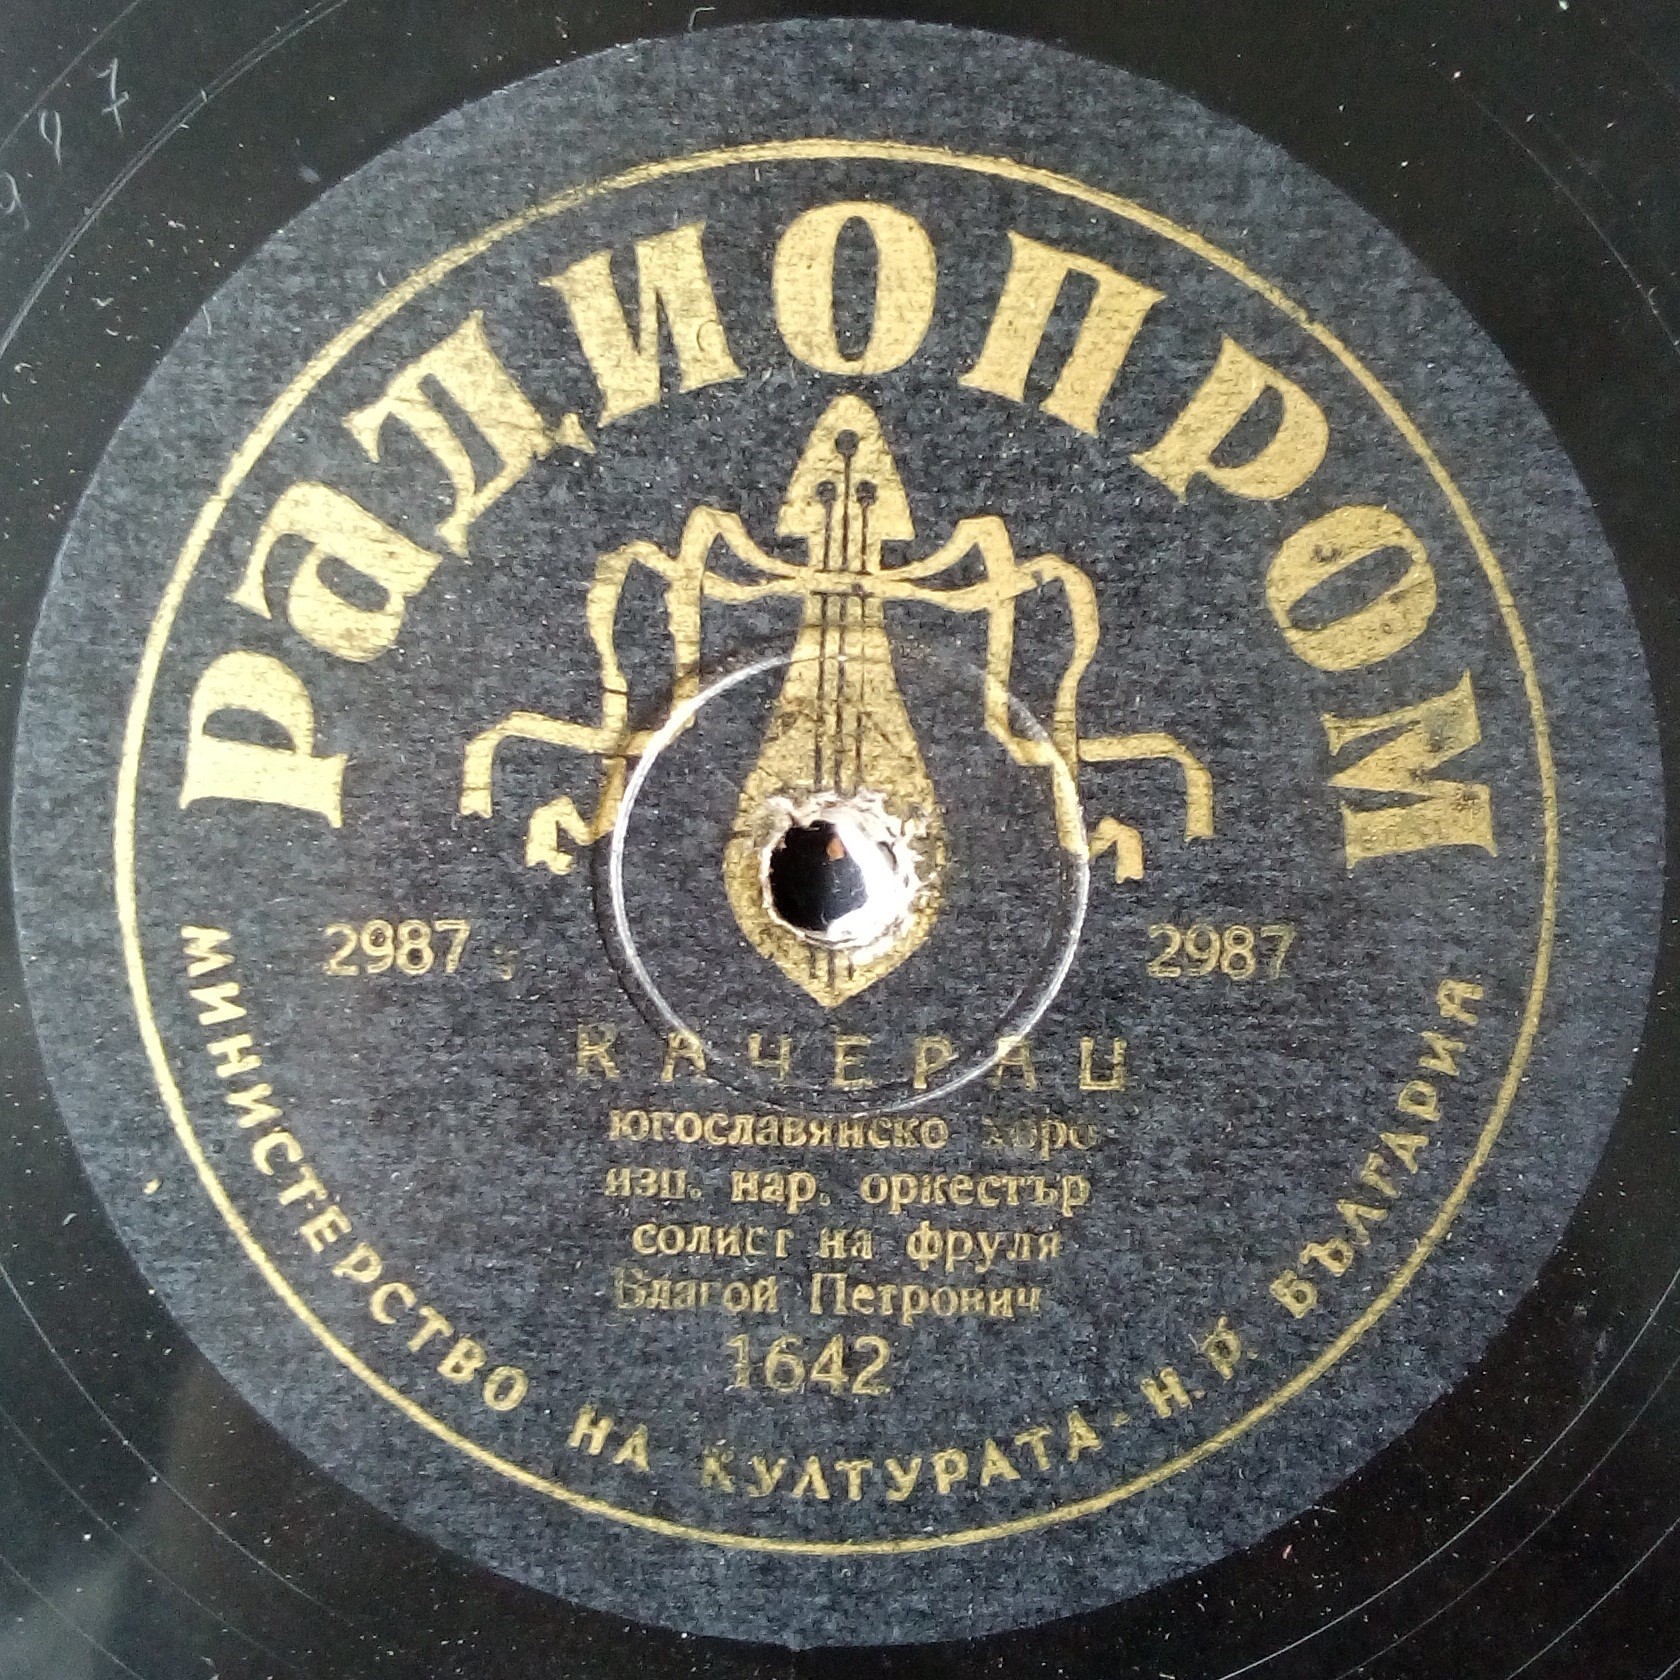 РАДИОПРОМ
2987 2987
КАЧЕРАЦ
югославянско хоро
изп. нар. оркестър
солист на фруля
Благой Петрович
1642
МИНИСТЕРСТВО НА КУЛТУРАТА - Н. Р. БЪЛГАРИЯ